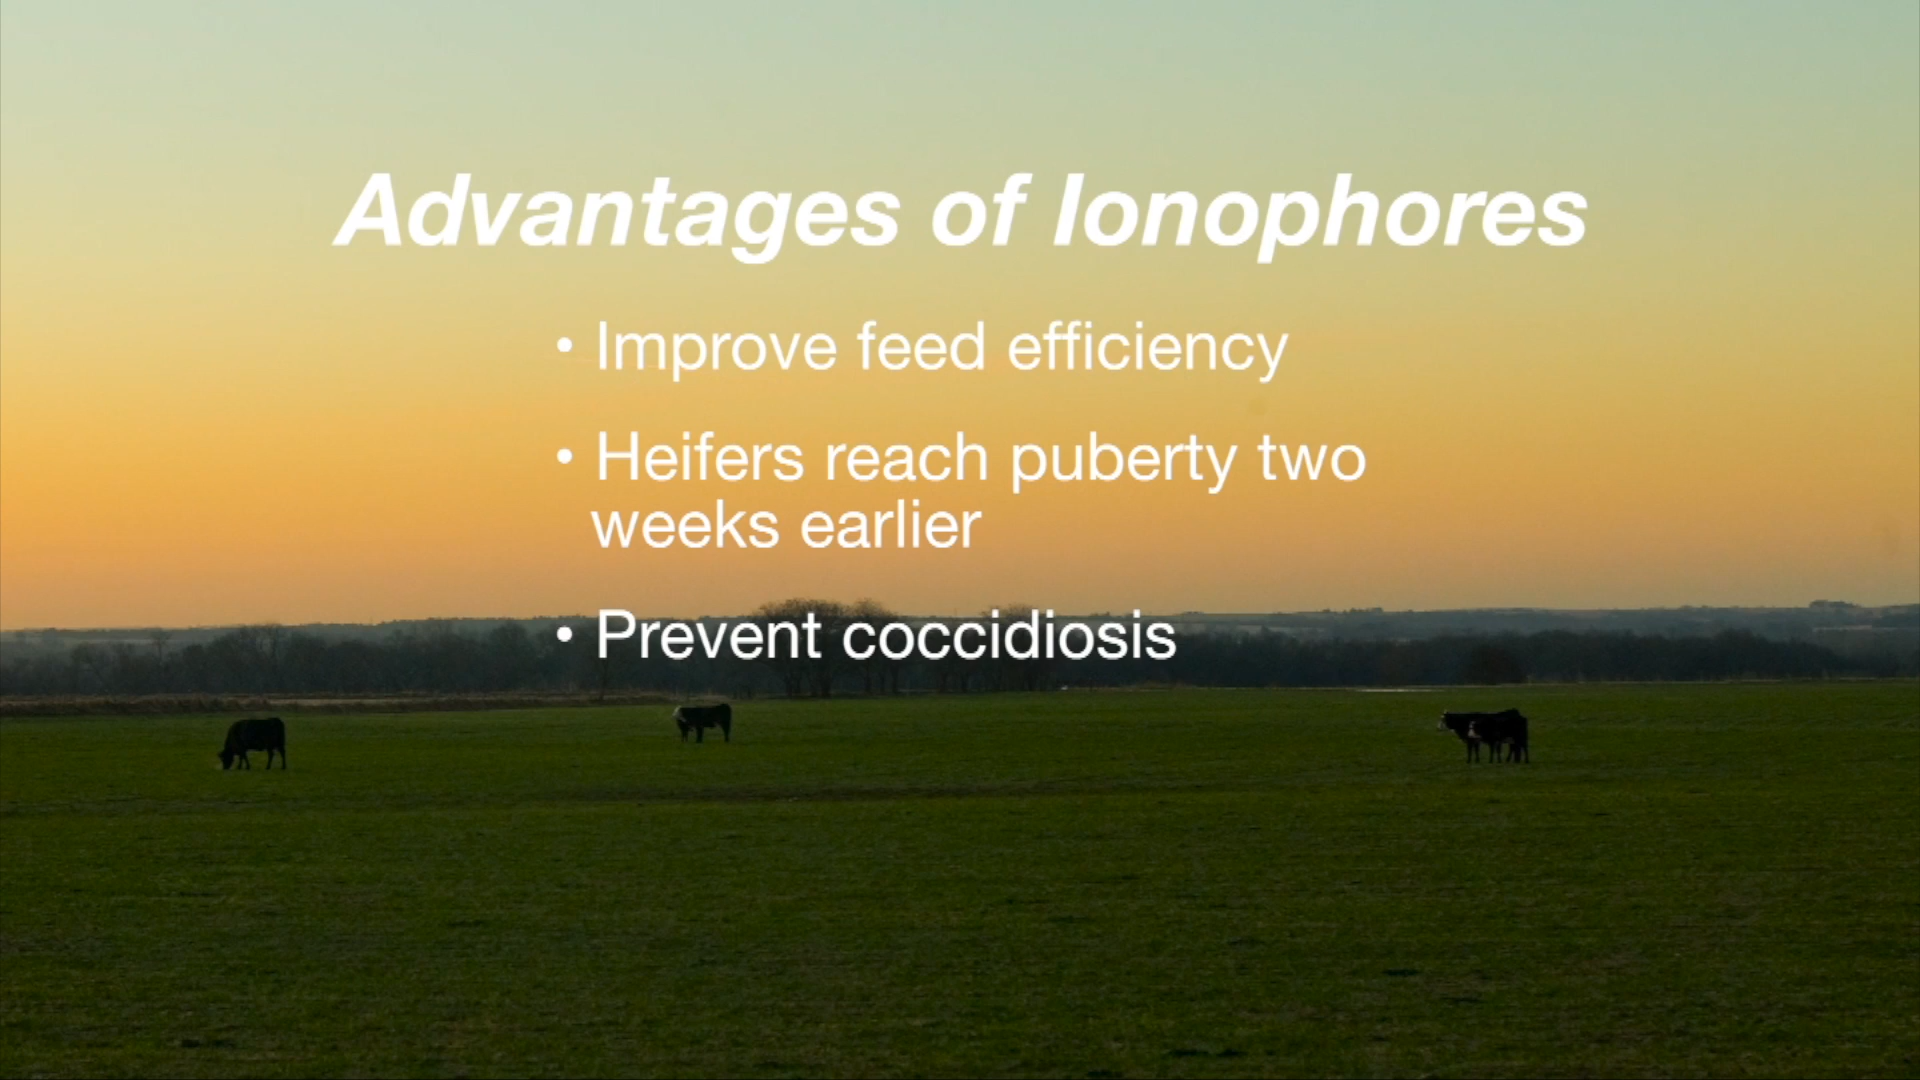 Advantages of Ionophores
• Improve feed efficiency
• Heifers reach puberty two
weeks earlier
• Prevent coccidiosis